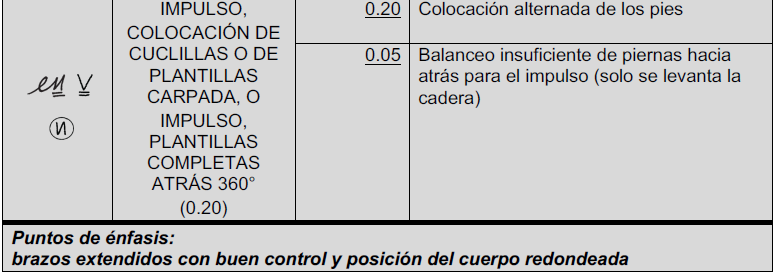 IMPULSO,
COLOCACIÓN DE
CUCLILLAS O DE
PLANTILLAS
CARPADA, O
IMPULSO,
PLANTILLAS
COMPLETAS
ATRÁS 360°
(0.20)
0.20 Colocación alternada de los pies
0.05 Balanceo insuficiente de piernas hacia
atrás para el impulso (solo se levanta la
cadera)
Puntos de énfasis:
brazos extendidos con buen control y posición del cuerpo redondeada